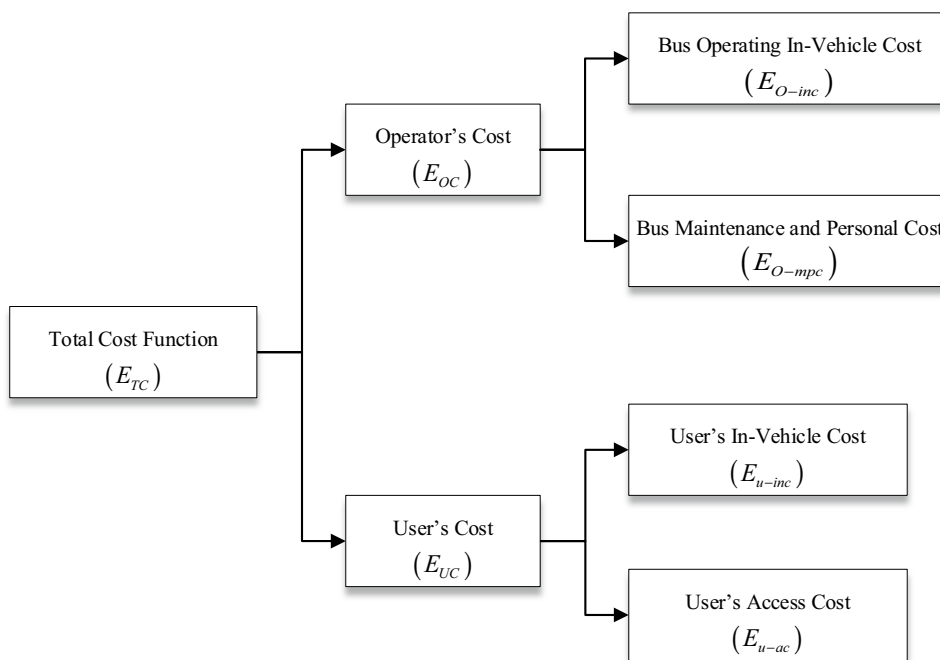 Bus Operating In-Vehicle Cost
(E_{O-inc})
Operator’s Cost
(E_{OC})
Bus Maintenance and Personal Cost
(E_{O-mpc})
Total Cost Function
(E_{TC})
User’s In-Vehicle Cost
(E_{u-inc})
User’s Cost
(E_{UC})
User’s Access Cost
(E_{u-ac})